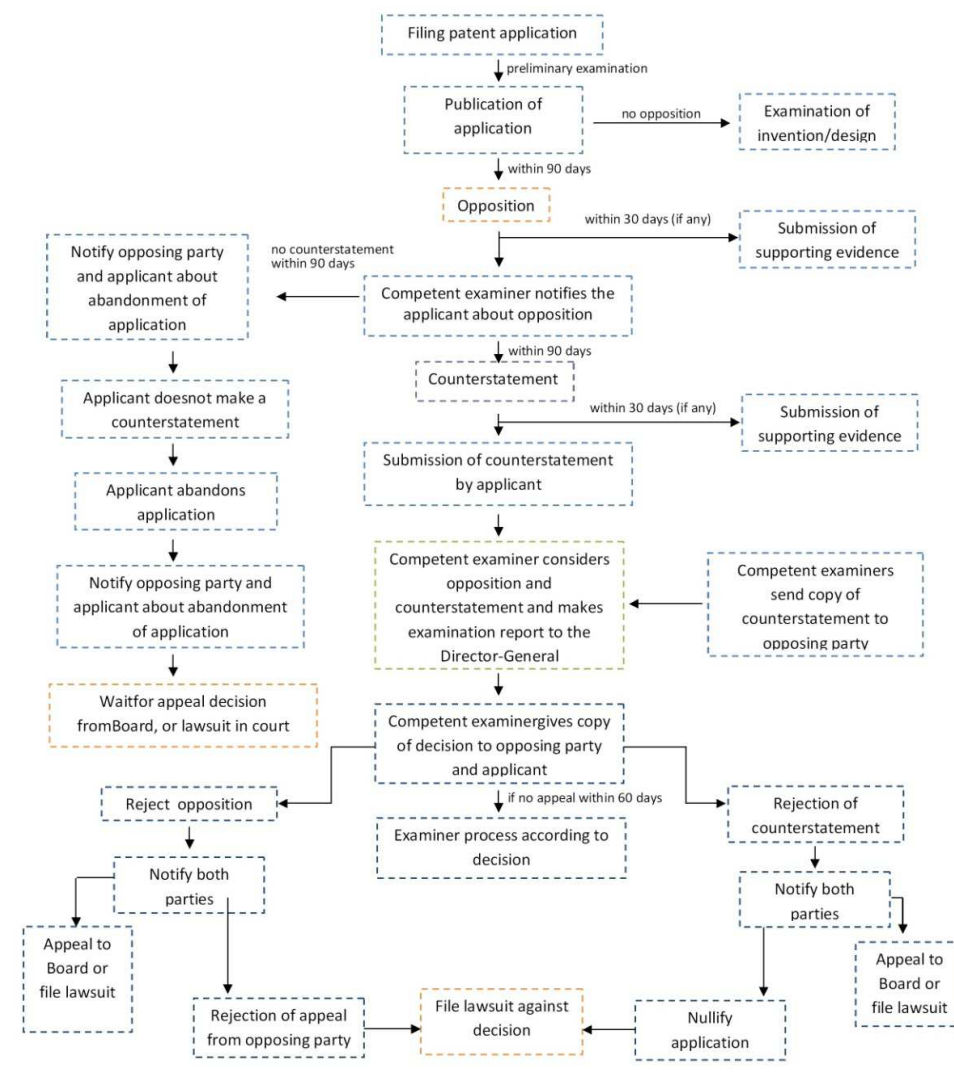 Filing patent application
preliminary examination
Publication of
application
no opposition
Examination of
invention/design
within 90 days
Opposition
within 30 days (if any)
Submission of
supporting evidence
Notify opposing party
and applicant about
abandonment of
application
no counterstatement
within 90 days
Competent examiner notifies the
applicant about opposition
within 90 days
Counterstatement
Applicant doesnot make a
counterstatement
within 30 days (if any)
Submission of
supporting evidence
Submission of counterstatement
by applicant
Applicant abandons
application
Competent examiner considers
opposition and
counterstatement and makes
examination report to the
Director-General
Competent examiners
send copy of
counterstatement to
opposing party
Notify opposing party and
applicant about abandonment
of application
Waitfor appeal decision
fromBoard, or lawsuit in court
Competent examinergives copy
of decision to opposing party
and applicant
Reject opposition
if no appeal within 60 days
Rejection of
counterstatement
Examiner process according to
decision
Notify both
parties
Notify both
parties
Appeal to
Board or
file lawsuit
Appeal to
Board or
file lawsuit
Rejection of appeal
from opposing party
File lawsuit against
decision
Nullify
application